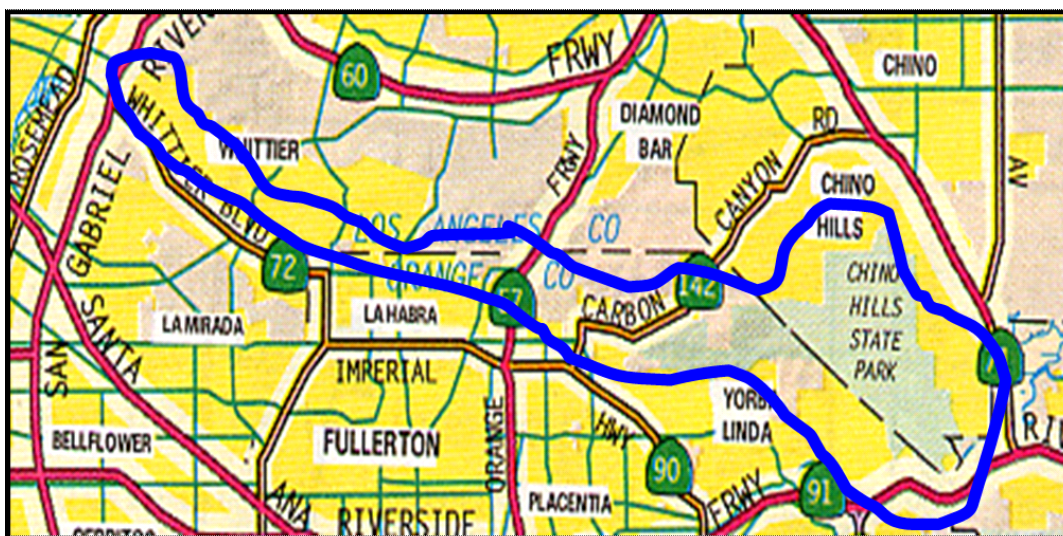 RIVER
60
FRWY
CHINO
ROSEMEAD
WHITTIER BLVD
WHITTIER
DIAMOND
BAR
RD
FRWY
CANYON
CHINO
HILLS
AV
SAN GABRIEL
LOS ANGELES CO
ORANGE CO
72
57
142
CARBON
CHINO
HILLS
STATE
PARK
LA MIRADA
LA HABRA
SANTA
ANA
IMPERIAL
HWY
YORBA
LINDA
BELLFLOWER
FULLERTON
ORANGE
90
91
FRWY
PLACENTIA
RIVERSIDE
CERRITOS